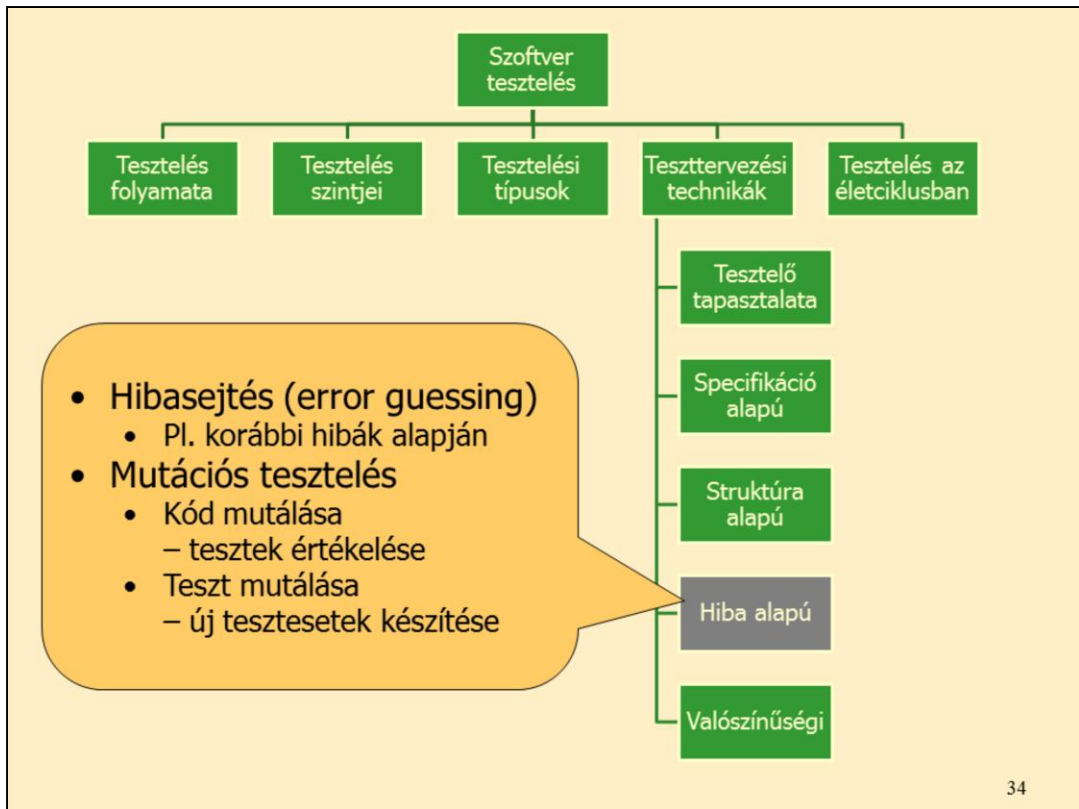 Szoftver
tesztelés
Tesztelés
folyamata
Tesztelés
szintjei
Tesztelési
típusok
Teszttervezési
technikák
Tesztelés az
életciklusban
Tesztelő
tapasztalata
Specifikáció
alapú
Struktúra
alapú
Hiba alapú
Valószínűségi
• Hibasejtés (error guessing)
• Pl. korábbi hibák alapján
• Mutációs tesztelés
• Kód mutálása
– tesztek értékelése
• Teszt mutálása
– új tesztesetek készítése
34